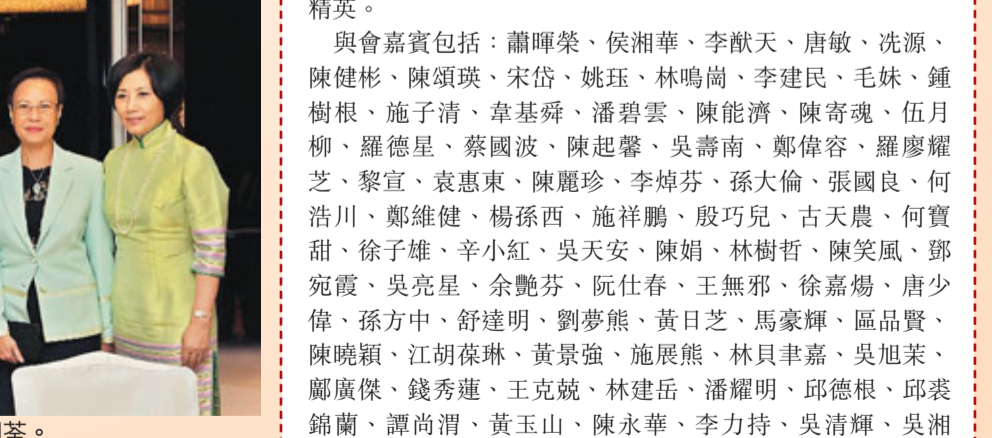 精英。
與會嘉賓包括：蕭暉榮、侯湘華、李猷天、唐敏、冼源、
陳健彬、陳頌瑛、宋岱、姚珏、林鳴崗、李建民、毛妹、鍾
樹根、施子清、韋基舜、潘碧雲、陳能濟、陳寄魂、伍月
柳、羅德星、蔡國波、陳起馨、吳壽南、鄭偉容、羅廖耀
芝、黎宣、袁惠東、陳麗珍、李焯芬、孫大倫、張國良、何
浩川、鄭維健、楊孫西、施祥鵬、殷巧兒、古天農、何寶
甜、徐子雄、辛小紅、吳天安、陳娟、林樹哲、陳笑風、鄧
宛霞、吳亮星、余艷芬、阮仕春、王無邪、徐嘉煬、唐少
偉、孫方中、舒達明、劉夢熊、黃日芝、馬豪輝、區品賢、
陳曉穎、江胡葆琳、黃景強、施展熊、林貝聿嘉、吳旭茉、
鄺廣傑、錢秀蓮、王克兢、林建岳、潘耀明、邱德根、邱裘
錦蘭、譚尚渭、黃玉山、陳永華、李力持、吳清輝、吳湘
荃。